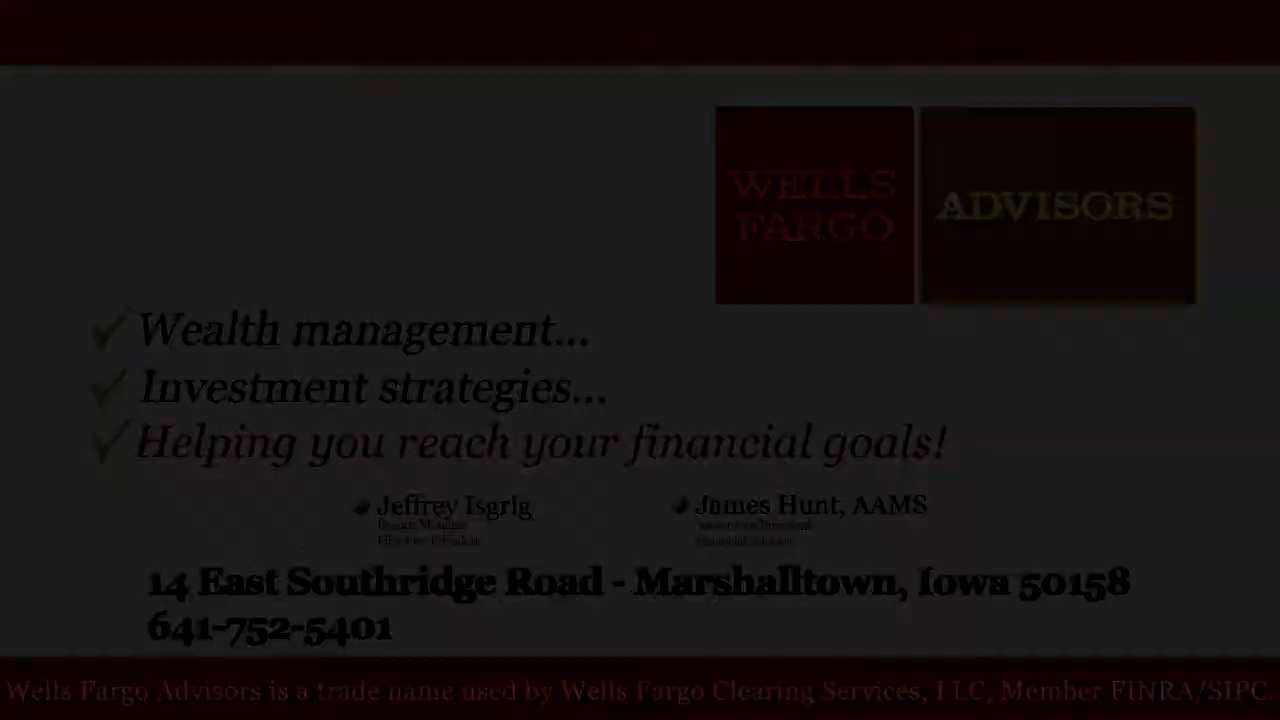 WELLS
FARGO
ADVISORS
Wealth management...
Investment strategies...
Helping you reach your financial goals!
Jeffrey Isgrig
James Hunt, AAMS
14 East Southridge Road - Marshalltown, Iowa 50158
641-752-5401
Wells Fargo Advisors is a trade name used by Wells Fargo Clearing Services, LLC, Member FINRA/SIPC.